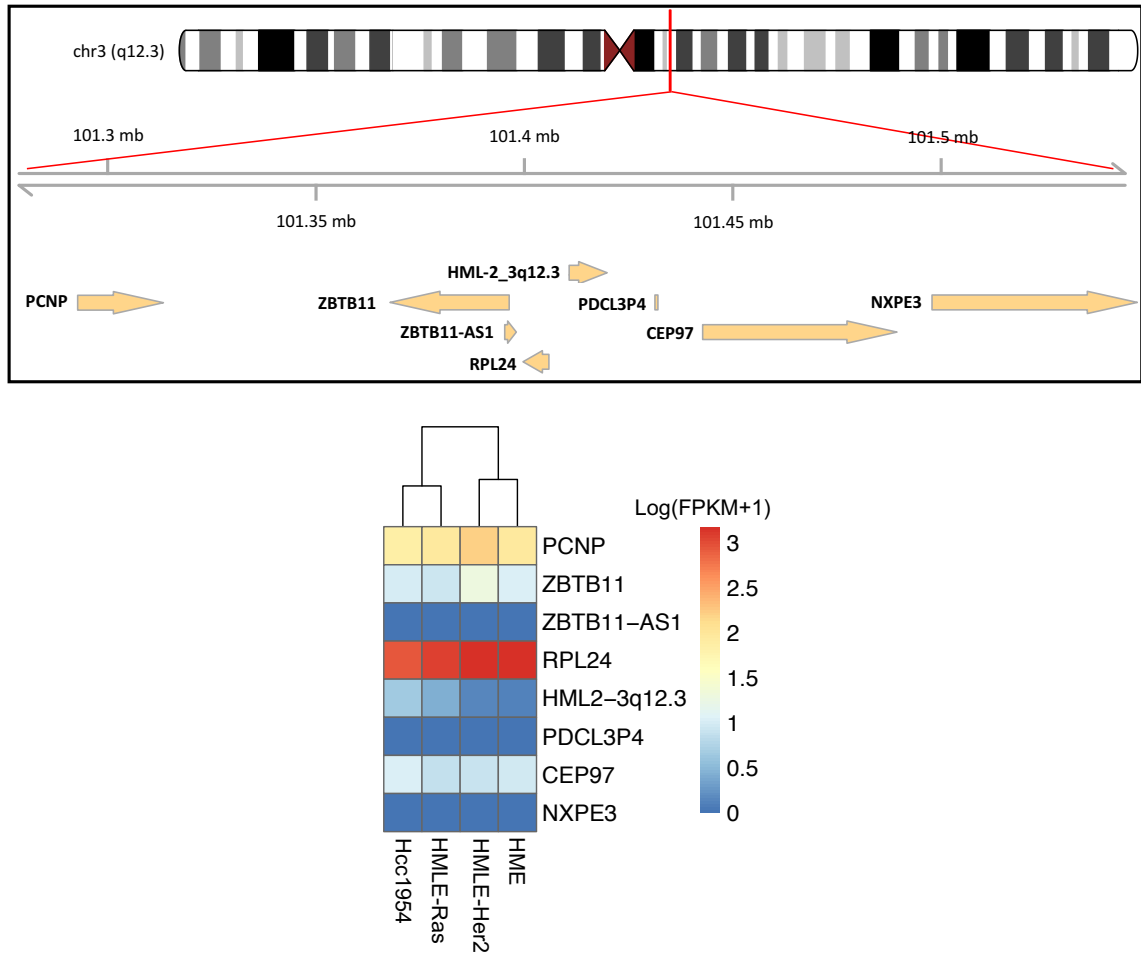 chr3 (q12.3)
101.3 mb
101.4 mb
101.5 mb
101.35 mb
101.45 mb
HML-2_3q12.3
PCNP
ZBTB11
PDCL3P4
NXPE3
ZBTB11-AS1
CEP97
RPL24
Log(FPKM+1)
PCNP
ZBTB11
ZBTB11−AS1
RPL24
HML2−3q12.3
PDCL3P4
CEP97
NXPE3
3
2.5
2
1.5
1
0.5
0
Hcc1954
HMLE-Ras
HMLE-Her2
HME